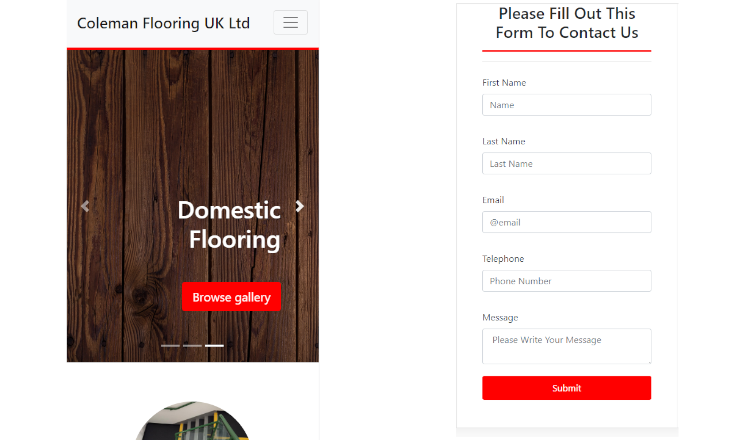 Coleman Flooring UK Ltd
Domestic
Flooring
Browse gallery
Please Fill Out This
Form To Contact Us
First Name
Name
Last Name
Last Name
Email
@email
Telephone
Phone Number
Message
Please Write Your Message
Submit